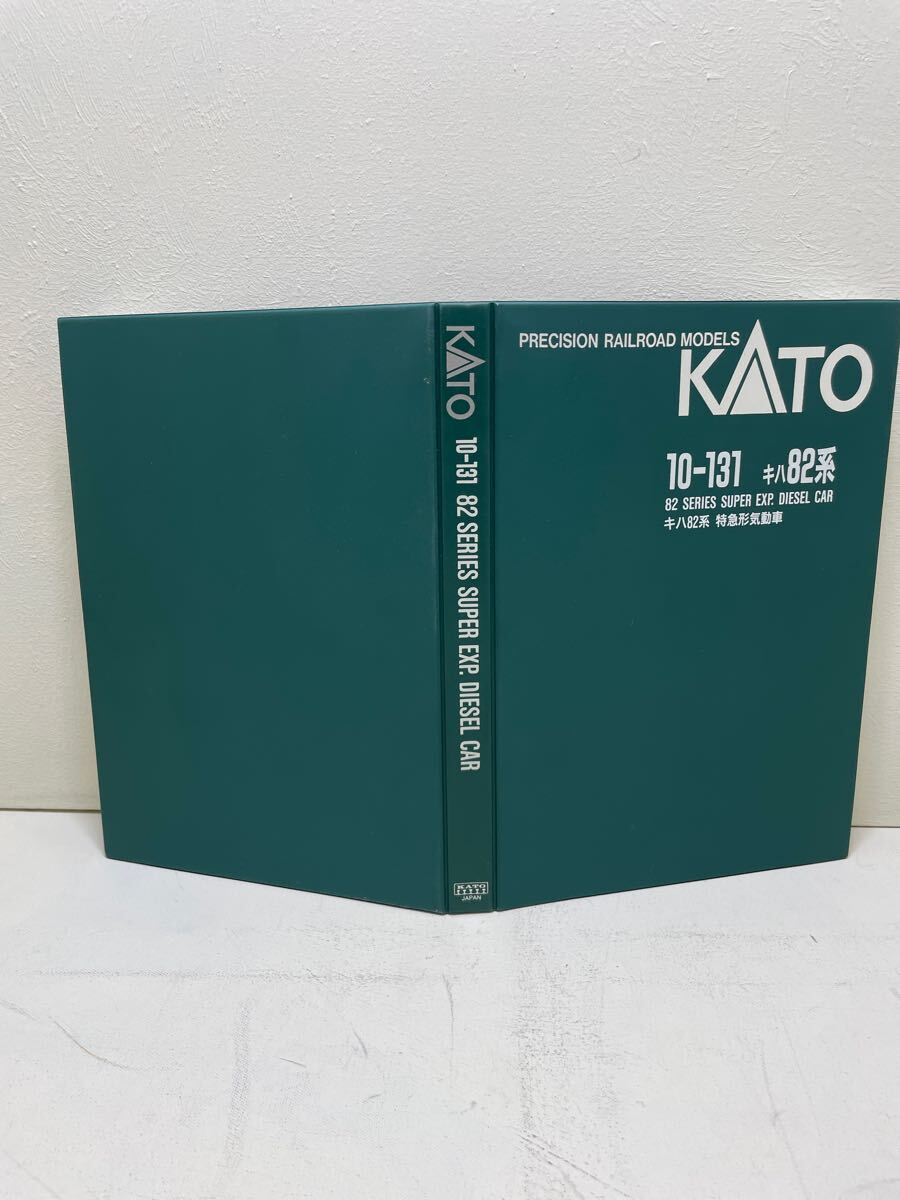 KATO
10-131 82 SERIES SUPER EXP. DIESEL CAR
KATO
JAPAN
PRECISION RAILROAD MODELS
KATO
10-131 キハ82系
82 SERIES SUPER EXP. DIESEL CAR
キハ82系 特急形気動車